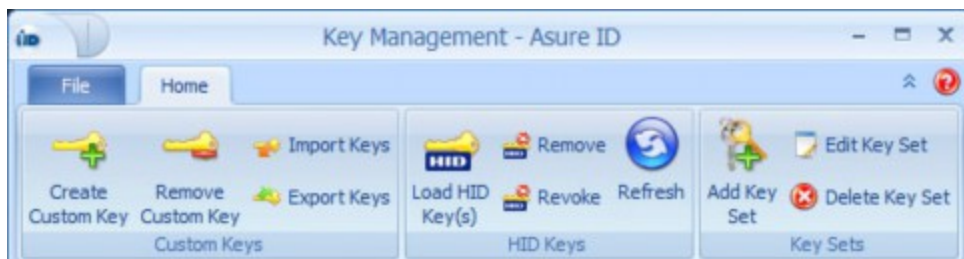 iD
Key Management - Asure ID
File Home
Create Custom Key
Remove Custom Key
Import Keys
Export Keys
Custom Keys
HID
Load HID Key(s)
Remove
Revoke
Refresh
HID Keys
Add Key Set
Edit Key Set
Delete Key Set
Key Sets